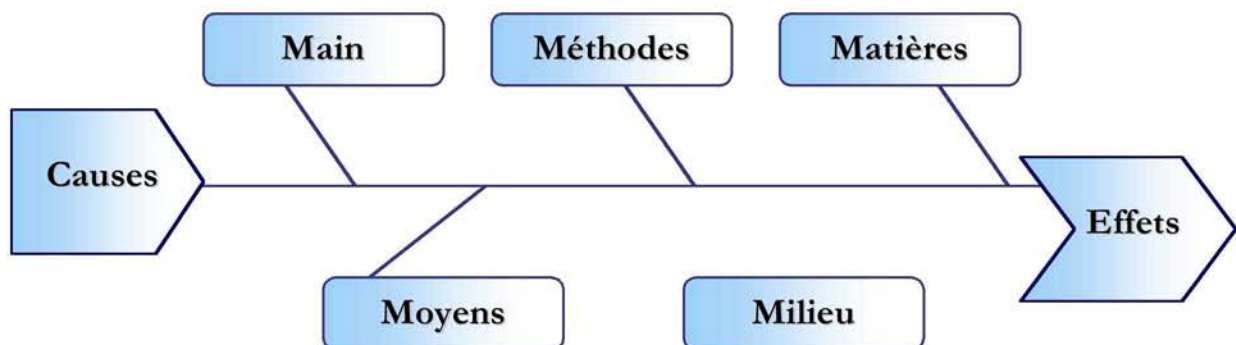 Main
Méthodes
Matières
Causes
Effets
Moyens
Milieu